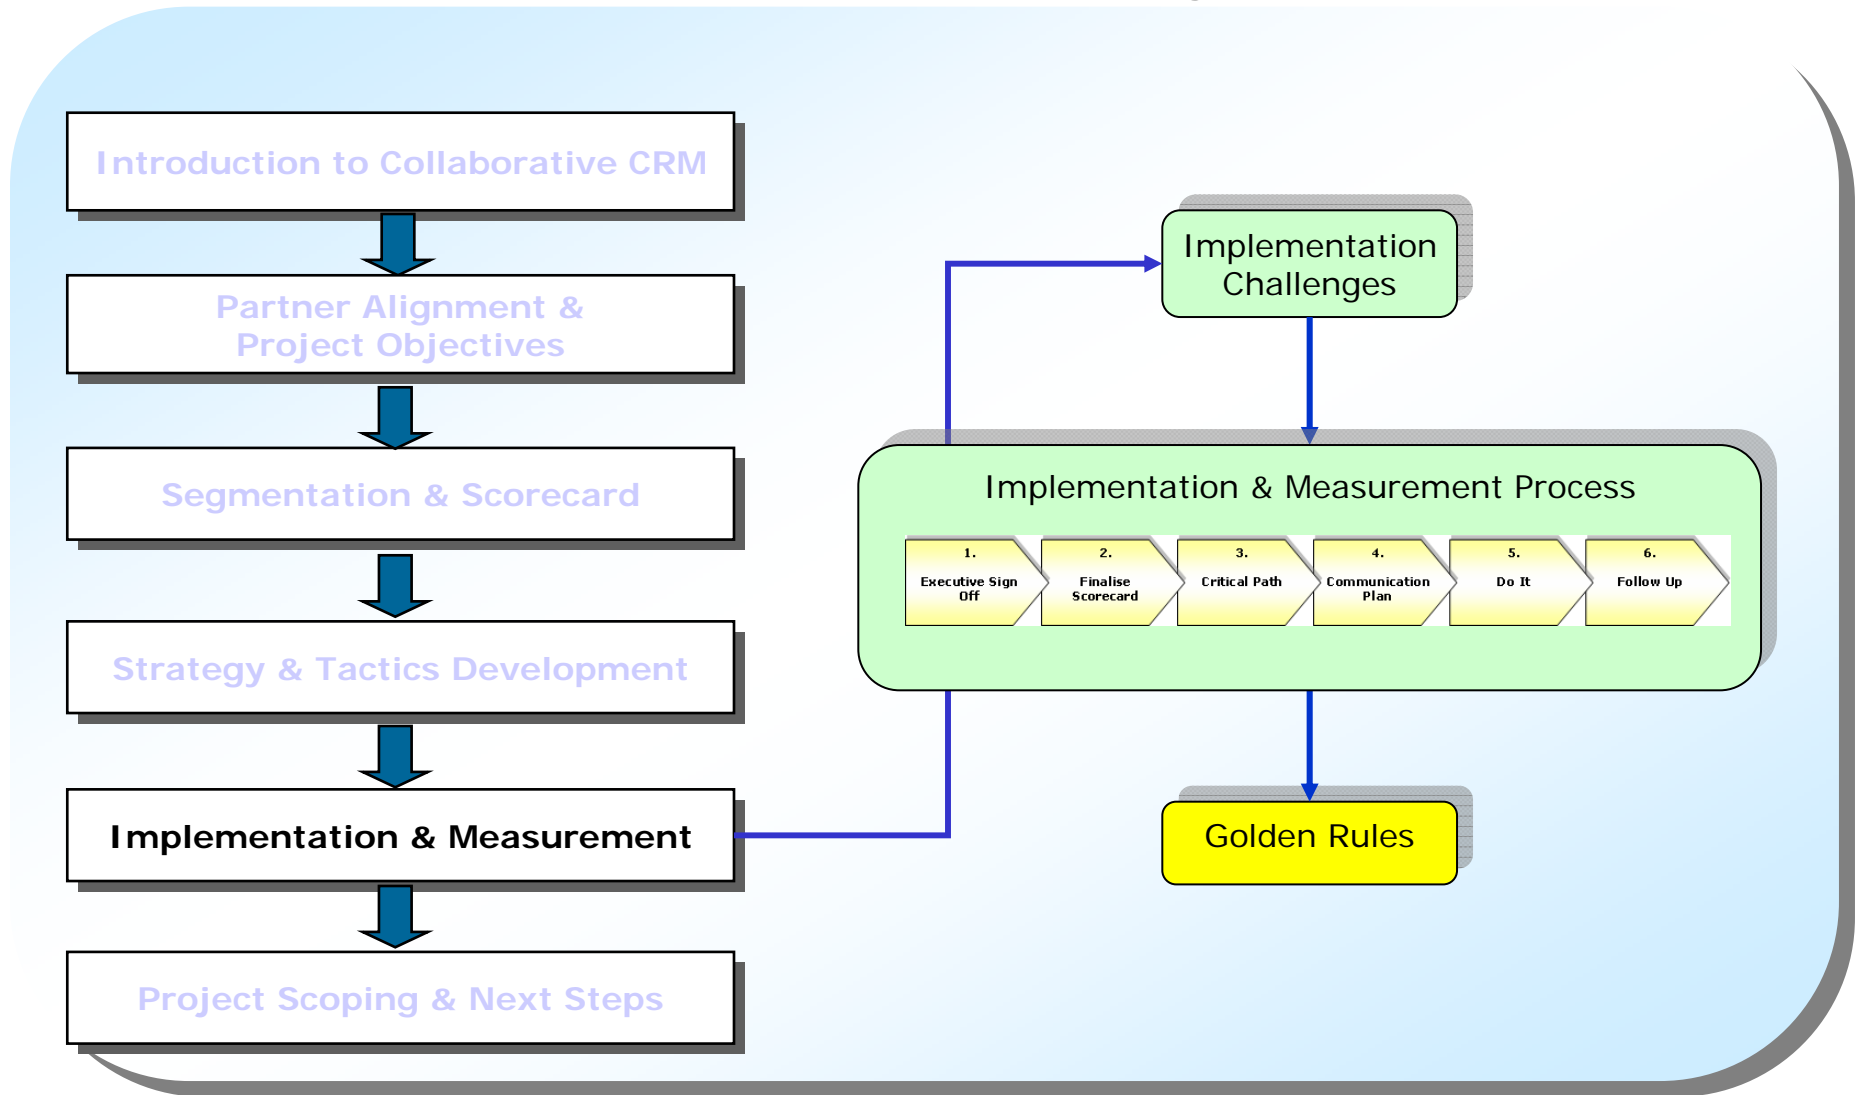 Introduction to Collaborative CRM
Partner Alignment &
Project Objectives
Segmentation & Scorecard
Strategy & Tactics Development
Implementation & Measurement
Project Scoping & Next Steps
Implementation
Challenges
Implementation & Measurement Process
1.
Executive Sign
Off
2.
Finalise
Scorecard
3.
Critical Path
4.
Communication
Plan
5.
Do It
6.
Follow Up
Golden Rules